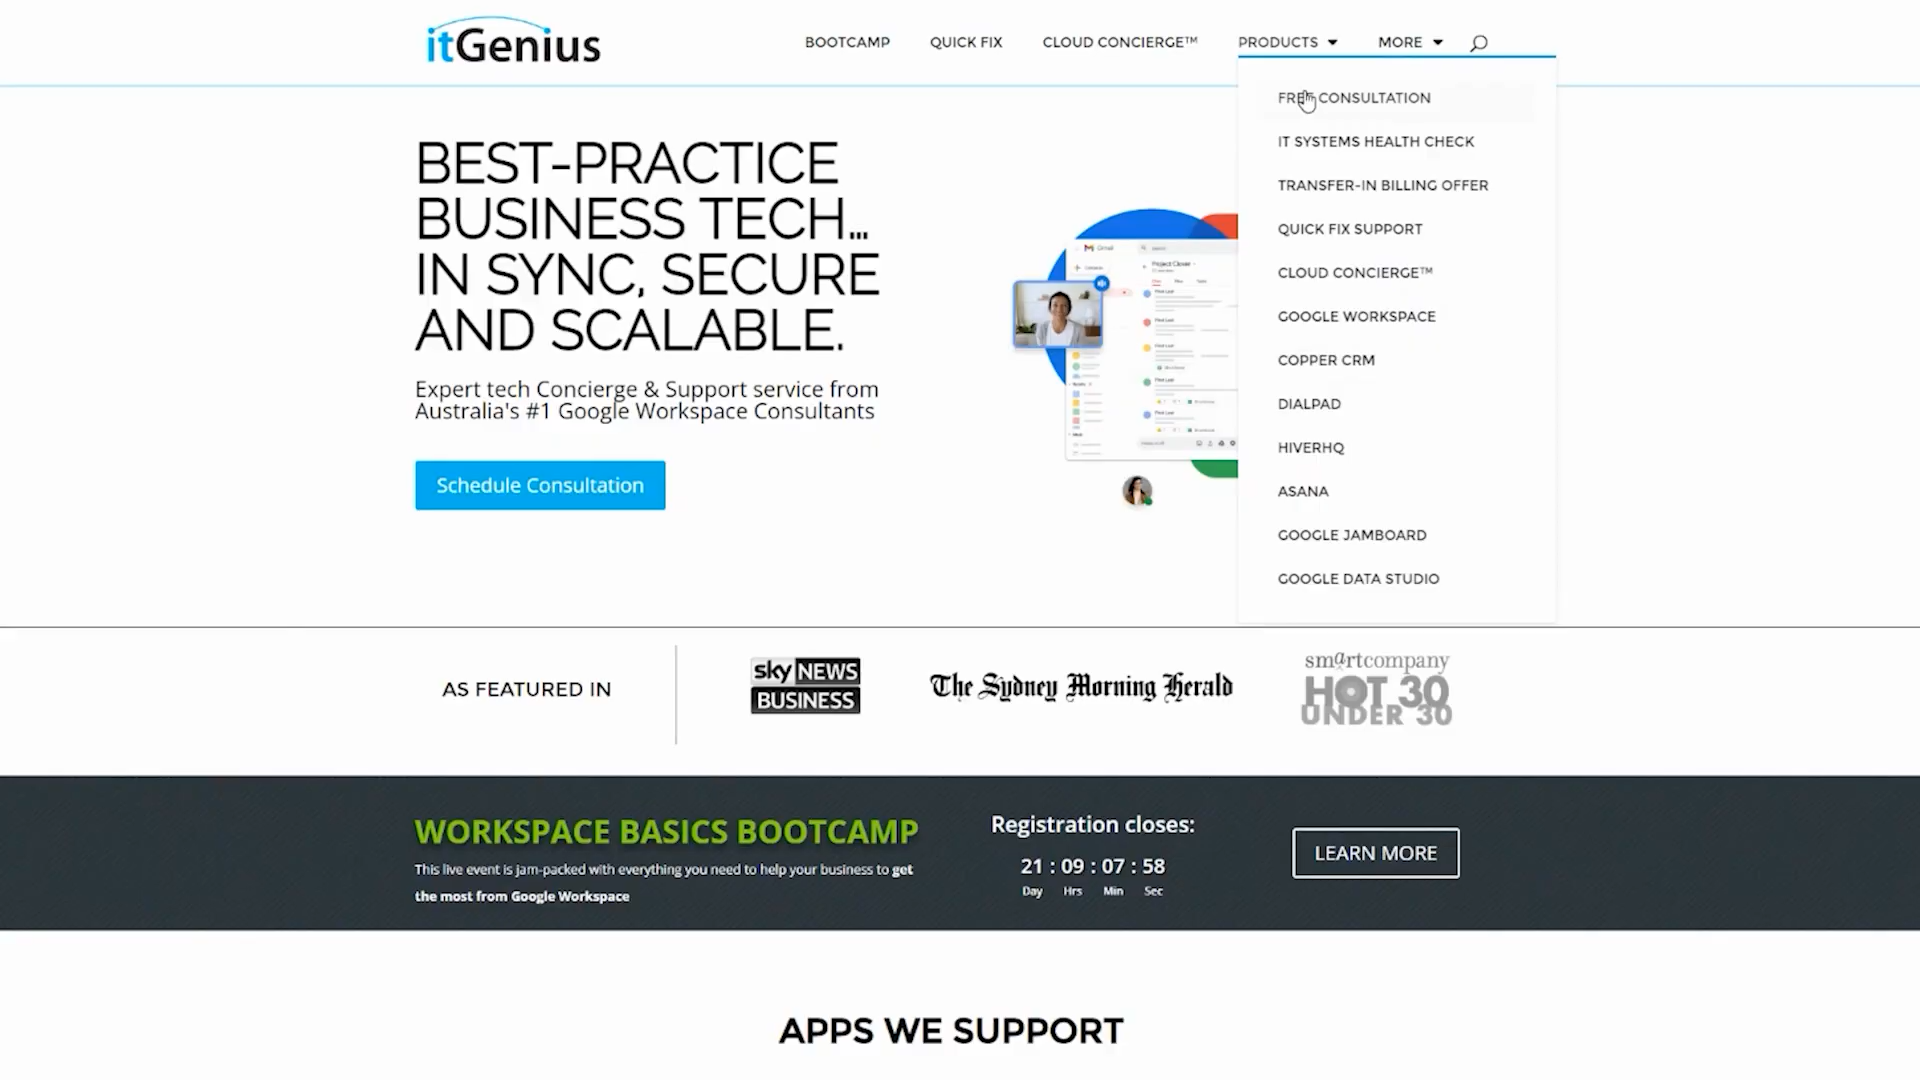 itGenius
BOOTCAMP
QUICK FIX
CLOUD CONCIERGE™
PRODUCTS
MORE
FREE CONSULTATION
IT SYSTEMS HEALTH CHECK
TRANSFER-IN BILLING OFFER
QUICK FIX SUPPORT
CLOUD CONCIERGE™
GOOGLE WORKSPACE
COPPER CRM
DIALPAD
HIVERHQ
ASANA
GOOGLE JAMBOARD
GOOGLE DATA STUDIO
BEST-PRACTICE
BUSINESS TECH...
IN SYNC, SECURE
AND SCALABLE.
Expert tech Concierge & Support service from
Australia's #1 Google Workspace Consultants
Schedule Consultation
Gmail
Project Clover
AS FEATURED IN
sky NEWS
BUSINESS
The Sydney Morning Herald
smartcompany
HOT 30
UNDER 30
WORKSPACE BASICS BOOTCAMP
This live event is jam-packed with everything you need to help your business to get
the most from Google Workspace
Registration closes:
21 : 09 : 07 : 58
Day Hrs Min Sec
LEARN MORE
APPS WE SUPPORT